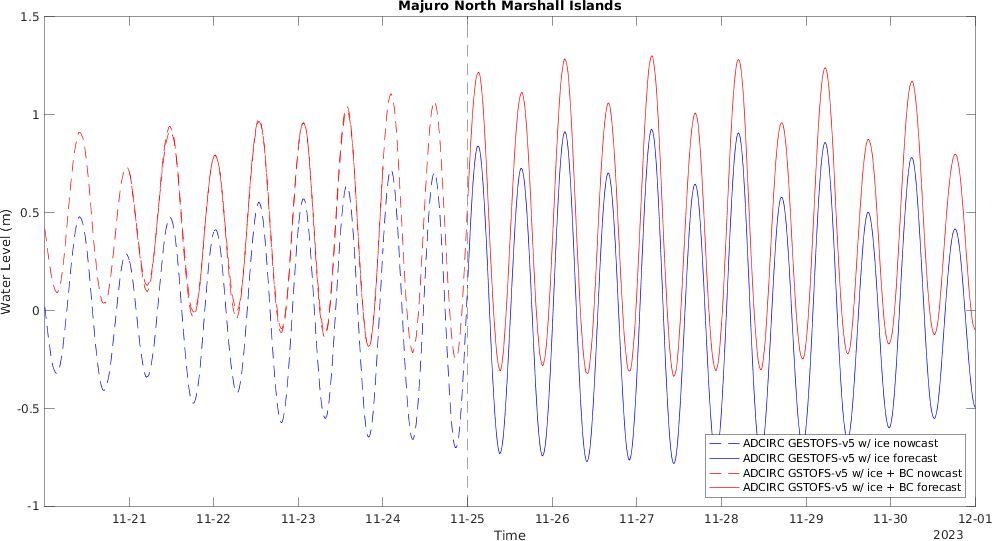 Majuro North Marshall Islands
Water Level (m)
1.5
1
0.5
0
-0.5
-1
ADCIRC GESTOFS-v5 w/ ice nowcast
ADCIRC GESTOFS-v5 w/ ice forecast
ADCIRC GSTOFS-v5 w/ ice + BC nowcast
ADCIRC GSTOFS-v5 w/ ice + BC forecast
11-21 11-22 11-23 11-24 11-25 11-26 11-27 11-28 11-29 11-30 12-01
Time
2023